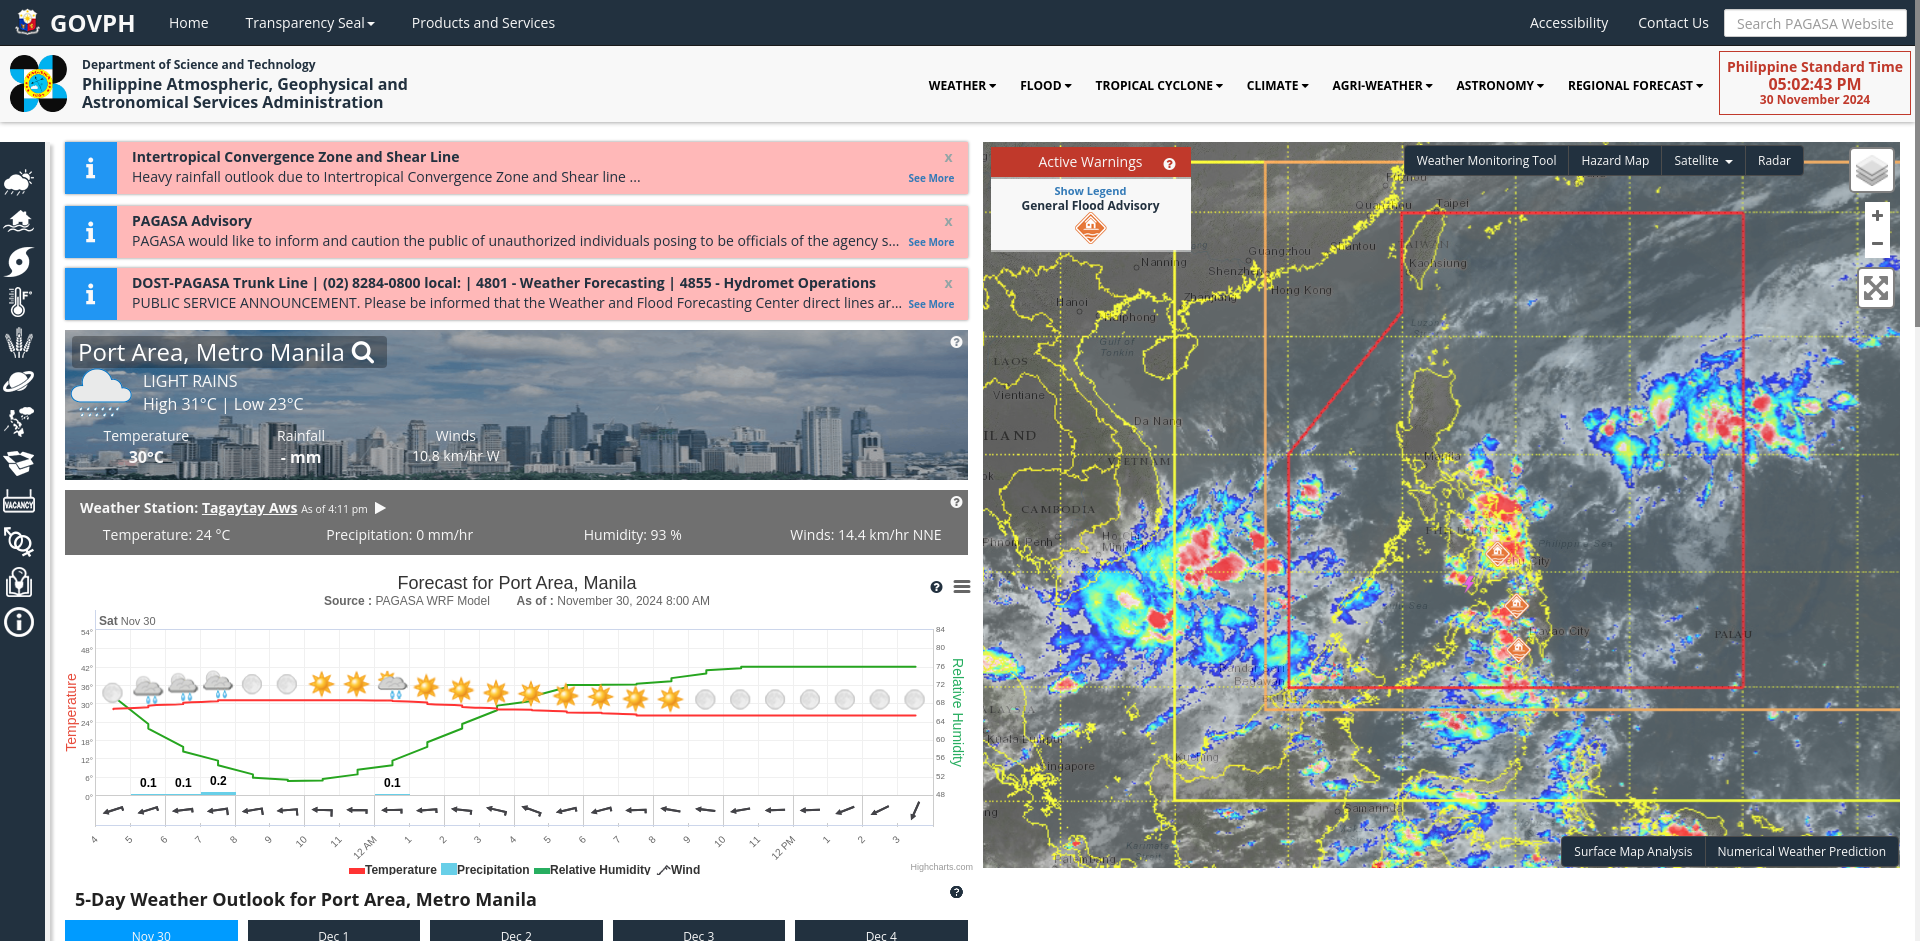 GOVPH
Home
Transparency Seal
Products and Services
Accessibility
Contact Us
Search PAGASA Website
Department of Science and Technology
Philippine Atmospheric, Geophysical and
Astronomical Services Administration
WEATHER
FLOOD
TROPICAL CYCLONE
CLIMATE
AGRI-WEATHER
ASTRONOMY
REGIONAL FORECAST
Philippine Standard Time
05:02:43 PM
30 November 2024
Intertropical Convergence Zone and Shear Line
x
Heavy rainfall outlook due to Intertropical Convergence Zone and Shear line ...
See More
PAGASA Advisory
x
PAGASA would like to inform and caution the public of unauthorized individuals posing to be officials of the agency s...
See More
DOST-PAGASA Trunk Line | (02) 8284-0800 local: | 4801 - Weather Forecasting | 4855 - Hydromet Operations
x
PUBLIC SERVICE ANNOUNCEMENT. Please be informed that the Weather and Flood Forecasting Center direct lines ar...
See More
VACANCY
Port Area, Metro Manila
LIGHT RAINS
High 31°C | Low 23°C
Temperature
30°C
Rainfall
- mm
Winds
10.8 km/hr W
Weather Station: Tagaytay Aws As of 4:11 pm
Temperature: 24 °C
Precipitation: 0 mm/hr
Humidity: 93 %
Winds: 14.4 km/hr NNE
Forecast for Port Area, Manila
Source : PAGASA WRF Model As of : November 30, 2024 8:00 AM
Sat Nov 30
Temperature
54°
48°
42°
36°
30°
24°
18°
12°
6°
0°
84
80
76
72
68
64
60
56
52
48
Relative Humidity
0.1
0.1
0.2
0.1
4
5
6
7
8
9
10
11
12 AM
1
2
3
4
5
6
7
8
9
10
11
12 PM
1
2
3
Temperature
Precipitation
Relative Humidity
Wind
Highcharts.com
5-Day Weather Outlook for Port Area, Metro Manila
Nov 30
Dec 1
Dec 2
Dec 3
Dec 4
Active Warnings
Show Legend
General Flood Advisory
Weather Monitoring Tool
Hazard Map
Satellite
Radar
+
−
Taipei
Guangzhou
Shantou
TAIWAN
Nanning
Shenzhen
Kaohsiung
Hong Kong
Hanoi
Zhanjiang
Haiphong
Gulf of
Tonkin
LAOS
Vientiane
Da Nang
VIETNAM
CAMBODIA
Manila
PALAU
Kuala Lumpur
Kuching
Singapore
Samarinda
Surface Map Analysis
Numerical Weather Prediction